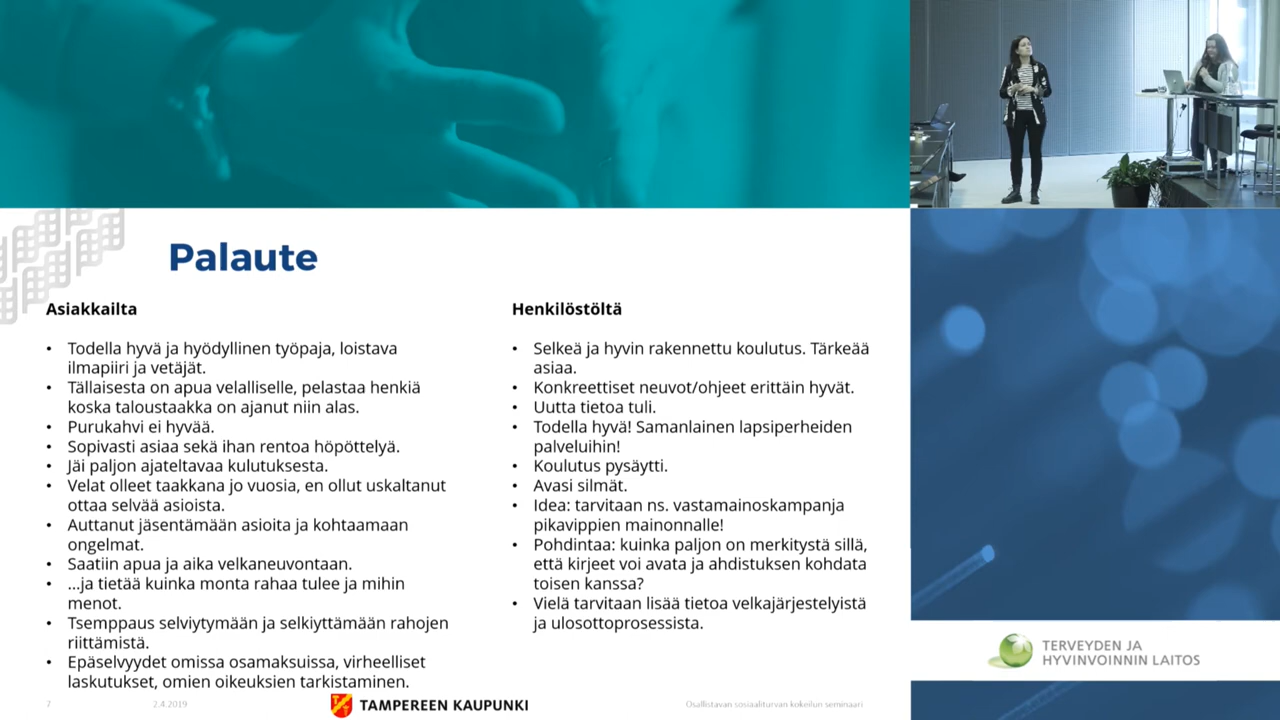 Palaute
Asiakkailta
• Todella hyvä ja hyödyllinen työpaja, loistava
ilmapiiri ja vetäjät.
• Tällaisesta on apua velalliselle, pelastaa henkiä
koska taloustaakka on ajanut niin alas.
• Purukahvi ei hyvää.
• Sopivasti asiaa sekä ihan rentoa höpöttelyä.
• Jäi paljon ajateltavaa kulutuksesta.
• Velat olleet taakkana jo vuosia, en ollut uskaltanut
ottaa selvää asioista.
• Auttanut jäsentämään asioita ja kohtaamaan
ongelmat.
• Saatiin apua ja aika velkaneuvontaan.
• …ja tietää kuinka monta rahaa tulee ja mihin
menot.
• Tsemppaus selviytymään ja selkiyttämään rahojen
riittämistä.
• Epäselvyydet omissa osamaksuissa, virheelliset
laskutukset, omien oikeuksien tarkistaminen.
Henkilöstöltä
• Selkeä ja hyvin rakennettu koulutus. Tärkeää
asiaa.
• Konkreettiset neuvot/ohjeet erittäin hyvät.
• Uutta tietoa tuli.
• Todella hyvä! Samanlainen lapsiperheiden
palveluihin!
• Koulutus pysäytti.
• Avasi silmät.
• Idea: tarvitaan ns. vastamainoskampanja
pikavippien mainonnalle!
• Pohdintaa: kuinka paljon on merkitystä sillä,
että kirjeet voi avata ja ahdistuksen kohdata
toisen kanssa?
• Vielä tarvitaan lisää tietoa velkajärjestelyistä
ja ulosottoprosessista.
7
2.4.2019
TAMPEREEN KAUPUNKI
Osallistavan sosiaaliturvan kokeilun seminaari
TERVEYDEN JA
HYVINVOINNIN LAITOS